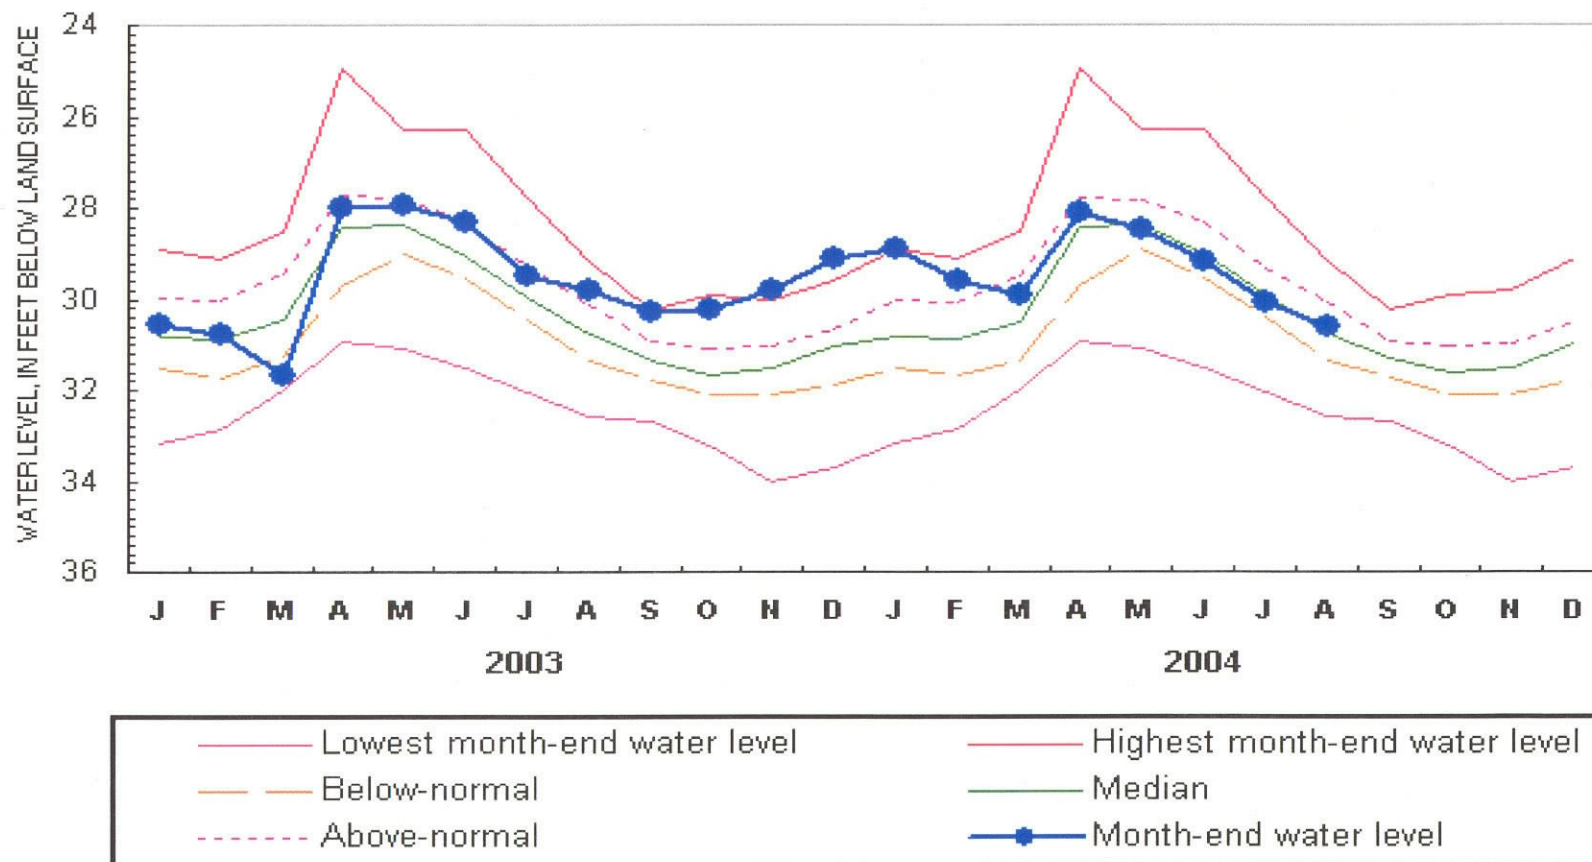 WATER LEVEL, IN FEET BELOW LAND SURFACE
24
26
28
30
32
34
36
J F M A M J J A S O N D J F M A M J J A S O N D
2003 2004
Lowest month-end water level Highest month-end water level
Below-normal Median
Above-normal Month-end water level